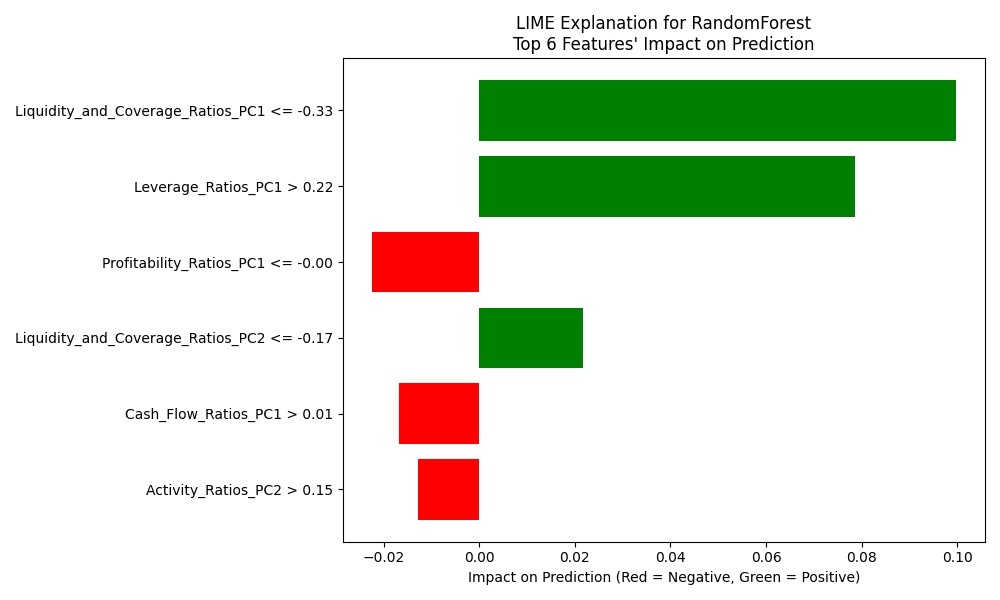 LIME Explanation for RandomForest
Top 6 Features' Impact on Prediction
Liquidity_and_Coverage_Ratios_PC1 <= -0.33
Leverage_Ratios_PC1 > 0.22
Profitability_Ratios_PC1 <= -0.00
Liquidity_and_Coverage_Ratios_PC2 <= -0.17
Cash_Flow_Ratios_PC1 > 0.01
Activity_Ratios_PC2 > 0.15
−0.02 0.00 0.02 0.04 0.06 0.08 0.10
Impact on Prediction (Red = Negative, Green = Positive)